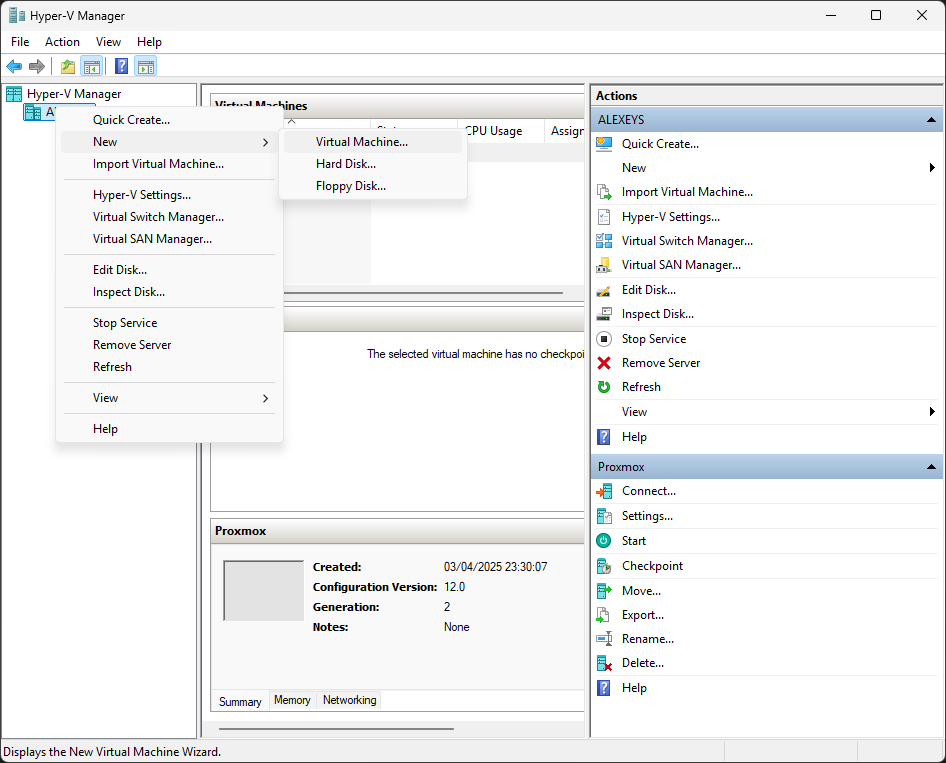 Hyper-V Manager
File Action View Help
Hyper-V Manager
Quick Create...
New
Import Virtual Machine...
Hyper-V Settings...
Virtual Switch Manager...
Virtual SAN Manager...
Edit Disk...
Inspect Disk...
Stop Service
Remove Server
Refresh
View
Help
Virtual Machine...
Hard Disk...
Floppy Disk...
Virtual Machines
CPU Usage
The selected virtual machine has no
Proxmox
Created: 03/04/2025 23:30:07
Configuration Version: 12.0
Generation: 2
Notes: None
Summary Memory Networking
Actions
ALEXEYS
Quick Create...
New
Import Virtual Machine...
Hyper-V Settings...
Virtual Switch Manager...
Virtual SAN Manager...
Edit Disk...
Inspect Disk...
Stop Service
Remove Server
Refresh
View
Help
Proxmox
Connect...
Settings...
Start
Checkpoint
Move...
Export...
Rename...
Delete...
Help
Displays the New Virtual Machine Wizard.